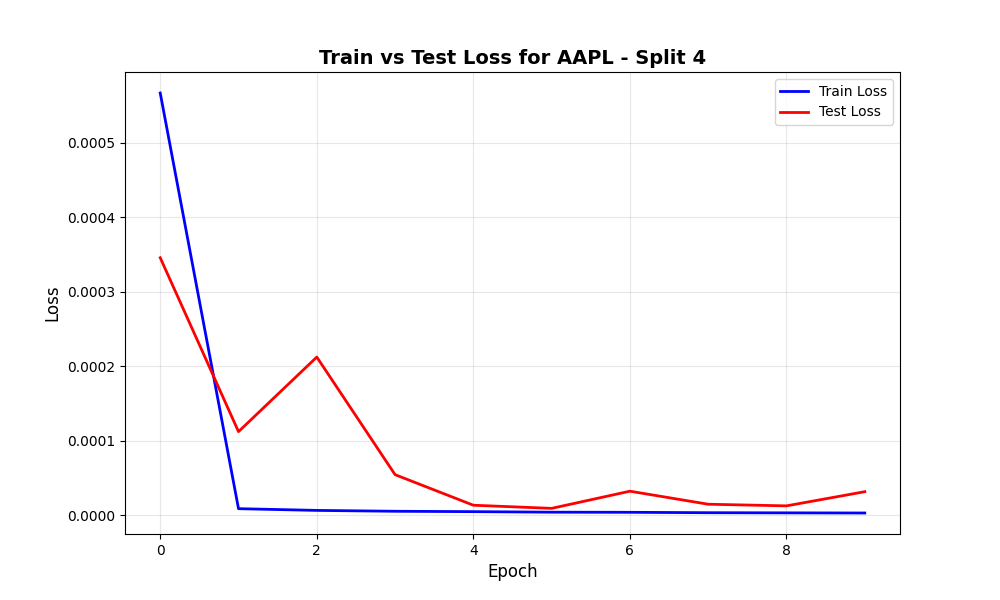 Train vs Test Loss for AAPL - Split 4
Train Loss
Test Loss
0.0005
0.0004
0.0003
0.0002
0.0001
0.0000
Loss
0 2 4 6 8
Epoch